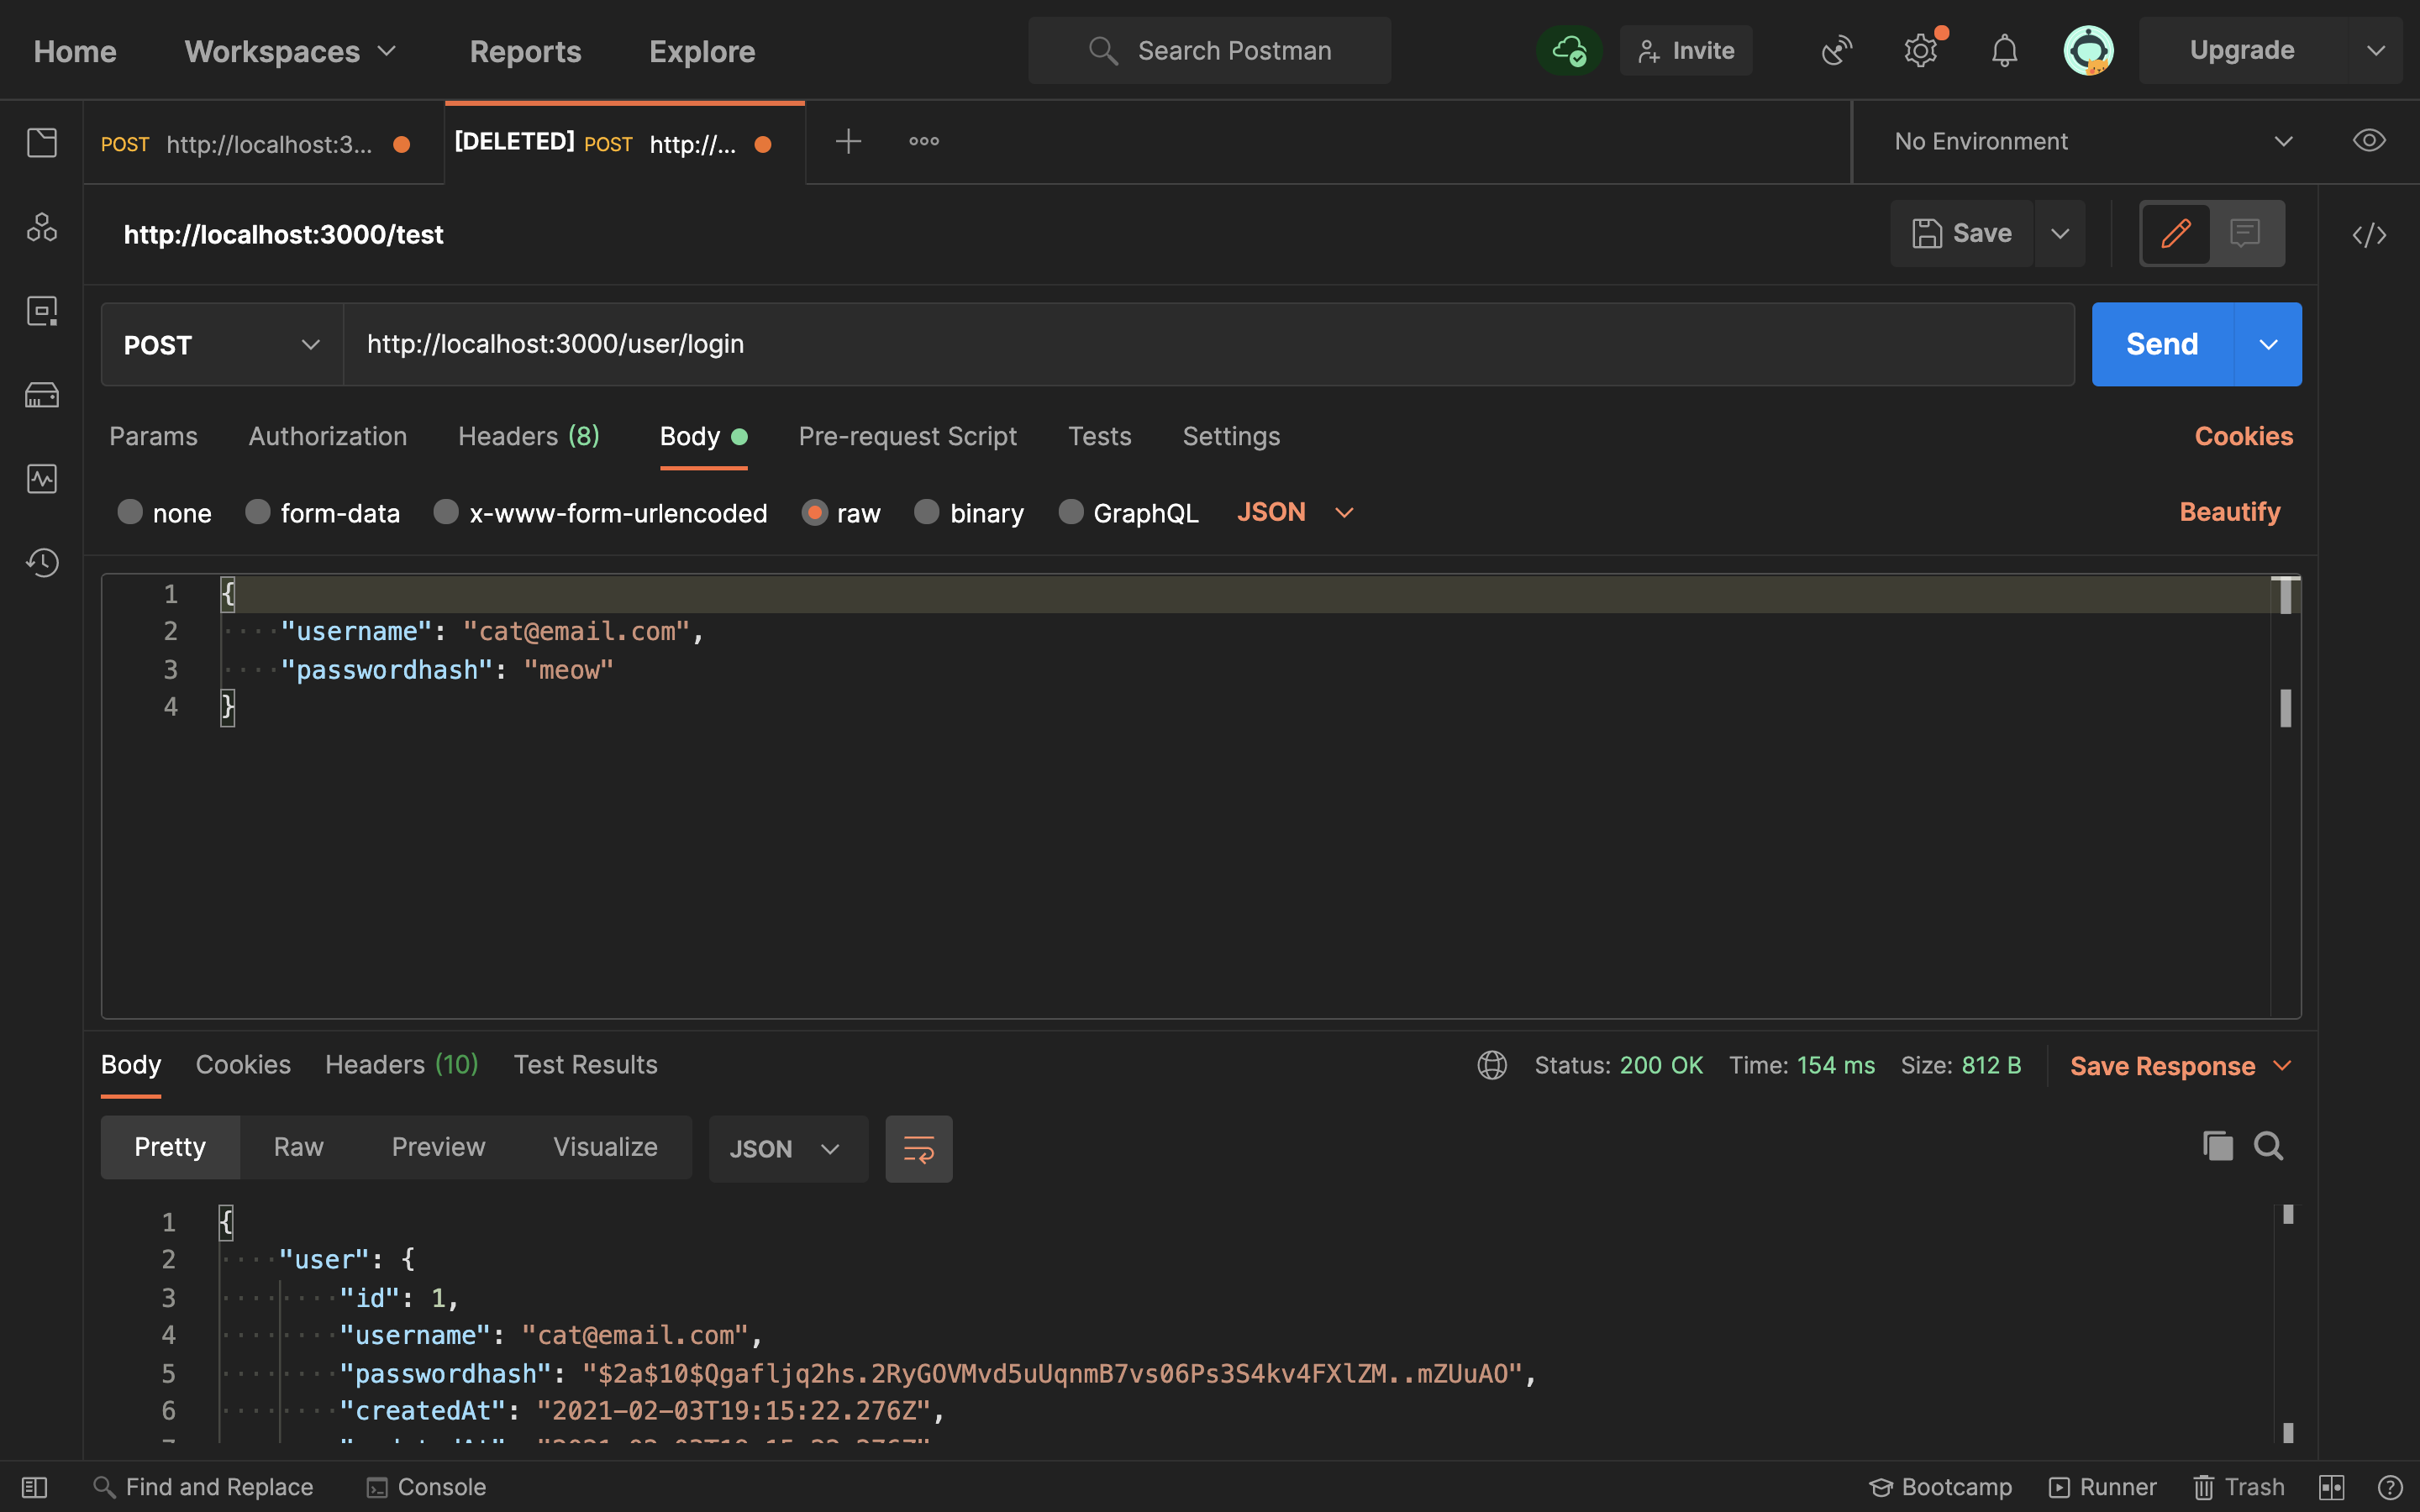 Home Workspaces Reports Explore Search Postman Invite Upgrade
POST http://localhost:3... [DELETED] POST http://... No Environment
http://localhost:3000/test Save
POST http://localhost:3000/user/login Send
Params Authorization Headers (8) Body Pre-request Script Tests Settings Cookies
none form-data x-www-form-urlencoded raw binary GraphQL JSON Beautify
1 {
2 "username": "cat@email.com",
3 "passwordhash": "meow"
4 }
Body Cookies Headers (10) Test Results Status: 200 OK Time: 154 ms Size: 812 B Save Response
Pretty Raw Preview Visualize JSON
1 {
2 "user": {
3 "id": 1,
4 "username": "cat@email.com",
5 "passwordhash": "$2a$10$Qgafljq2hs.2RyGOVMvd5uUqnmB7vs06Ps3S4kv4FXlZM..mZUuAO",
6 "createdAt": "2021-02-03T19:15:22.276Z",
Find and Replace Console Bootcamp Runner Trash